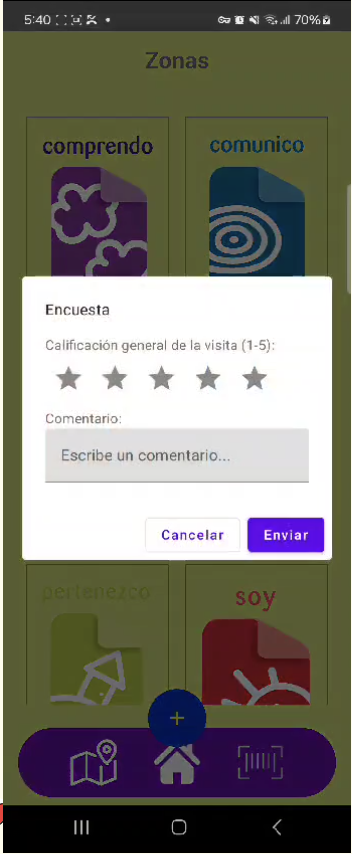 5:40
70%
Zonas
comprendo
comunico
Encuesta
Calificación general de la visita (1-5):
Comentario:
Escribe un comentario...
Cancelar
Enviar
pertenezco
soy
+